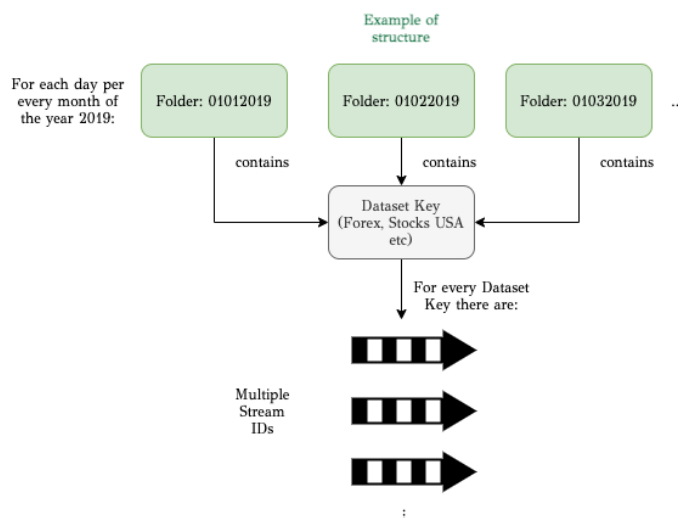 Example of
structure
For each day per
every month of
the year 2019:
Folder: 01012019
Folder: 01022019
Folder: 01032019
..
contains
contains
contains
Dataset Key
(Forex, Stocks USA
etc)
For every Dataset
Key there are:
Multiple
Stream
IDs
: